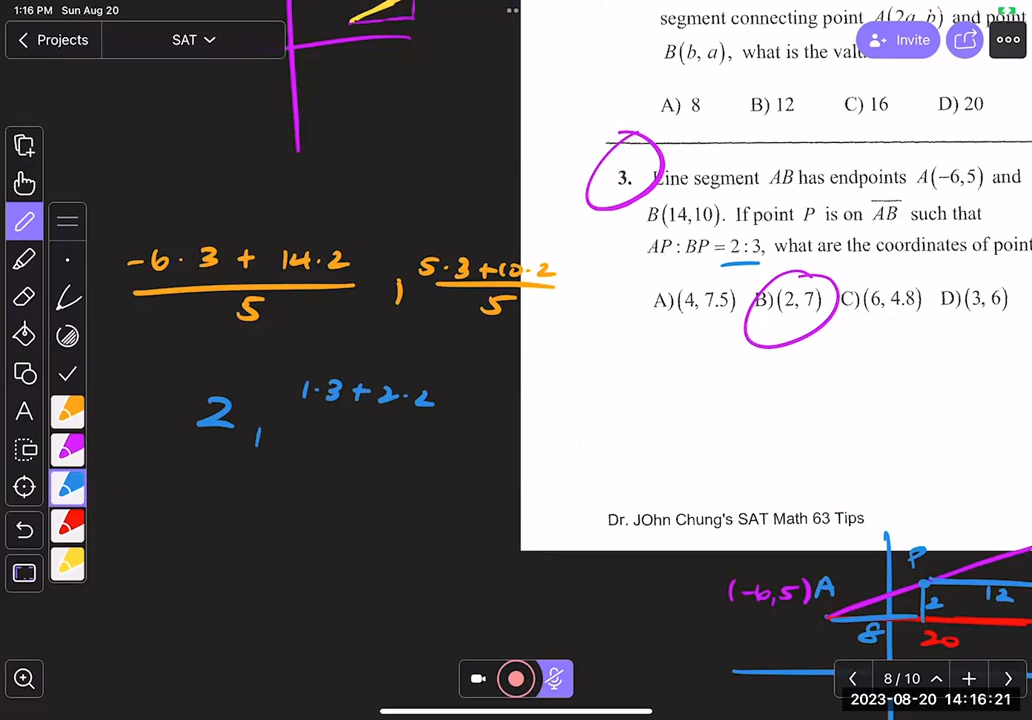 1:16 PM Sun Aug 20
Projects
SAT
Invite
segment connecting point A(2a, b) and point
B(b, a), what is the
A) 8 B) 12 C) 16 D) 20
3. Line segment AB has endpoints A(−6,5) and
B(14,10). If point P is on AB such that
AP : BP = 2 : 3, what are the coordinates of point
A)(4, 7.5) B)(2, 7) C)(6, 4.8) D)(3, 6)
-6 · 3 + 14 · 2 , 5 · 3 + 10 · 2
5 5
1 · 3 + 2 · 2
2 ,
A
Dr. JOhn Chung's SAT Math 63 Tips
P
(-6, 5) A
2
12
8
20
8 / 10
2023-08-20 14:16:21